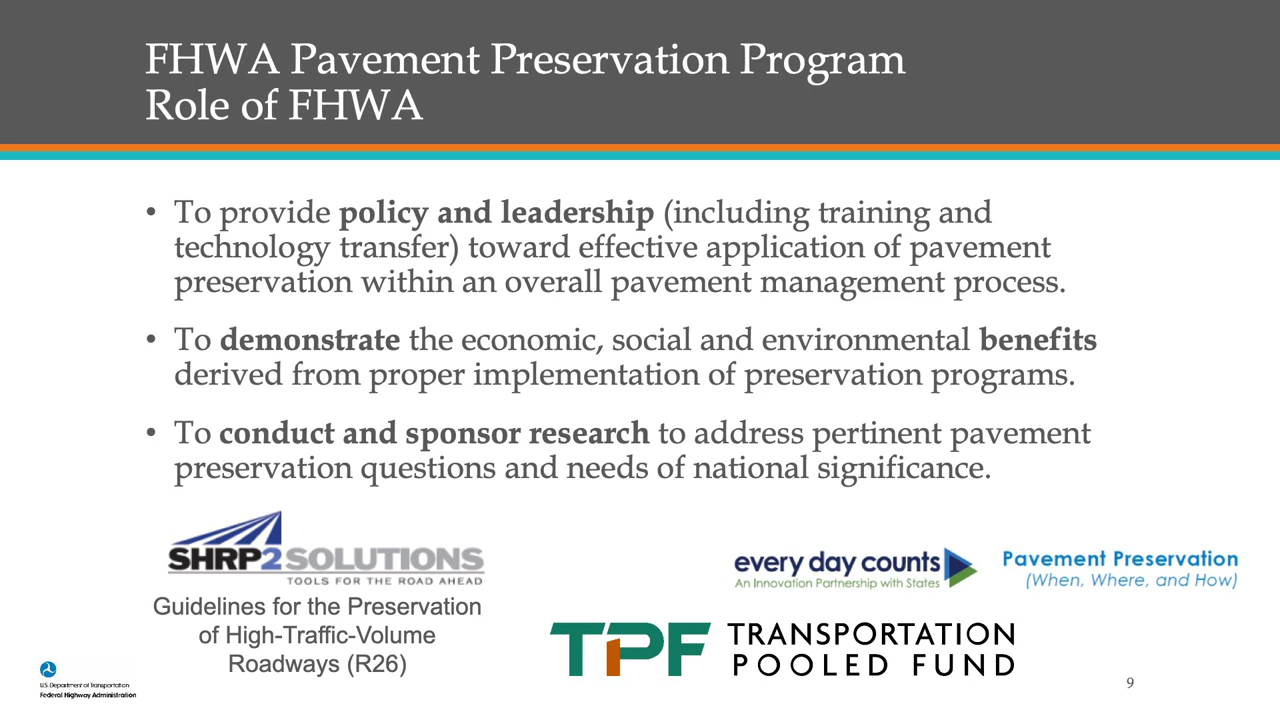 FHWA Pavement Preservation Program
Role of FHWA
• To provide policy and leadership (including training and
technology transfer) toward effective application of pavement
preservation within an overall pavement management process.
• To demonstrate the economic, social and environmental benefits
derived from proper implementation of preservation programs.
• To conduct and sponsor research to address pertinent pavement
preservation questions and needs of national significance.
SHRP2SOLUTIONS
TOOLS FOR THE ROAD AHEAD
Guidelines for the Preservation
of High-Traffic-Volume
Roadways (R26)
every day counts
An Innovation Partnership with States
Pavement Preservation
(When, Where, and How)
TPF TRANSPORTATION
POOLED FUND
U.S. Department of Transportation
Federal Highway Administration
9